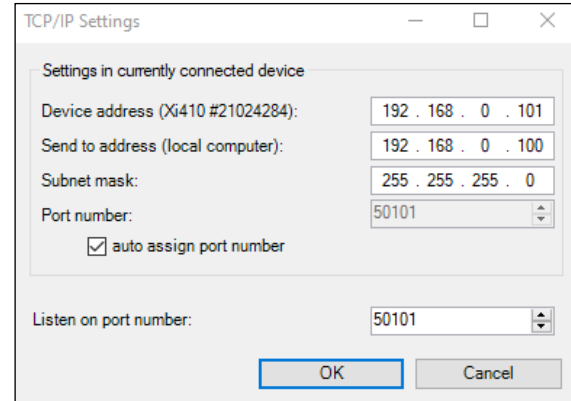 TCP/IP Settings
Settings in currently connected device
Device address (Xi410 #21024284): 192 . 168 . 0 . 101
Send to address (local computer): 192 . 168 . 0 . 100
Subnet mask: 255 . 255 . 255 . 0
Port number: 50101
auto assign port number
Listen on port number: 50101
OK Cancel